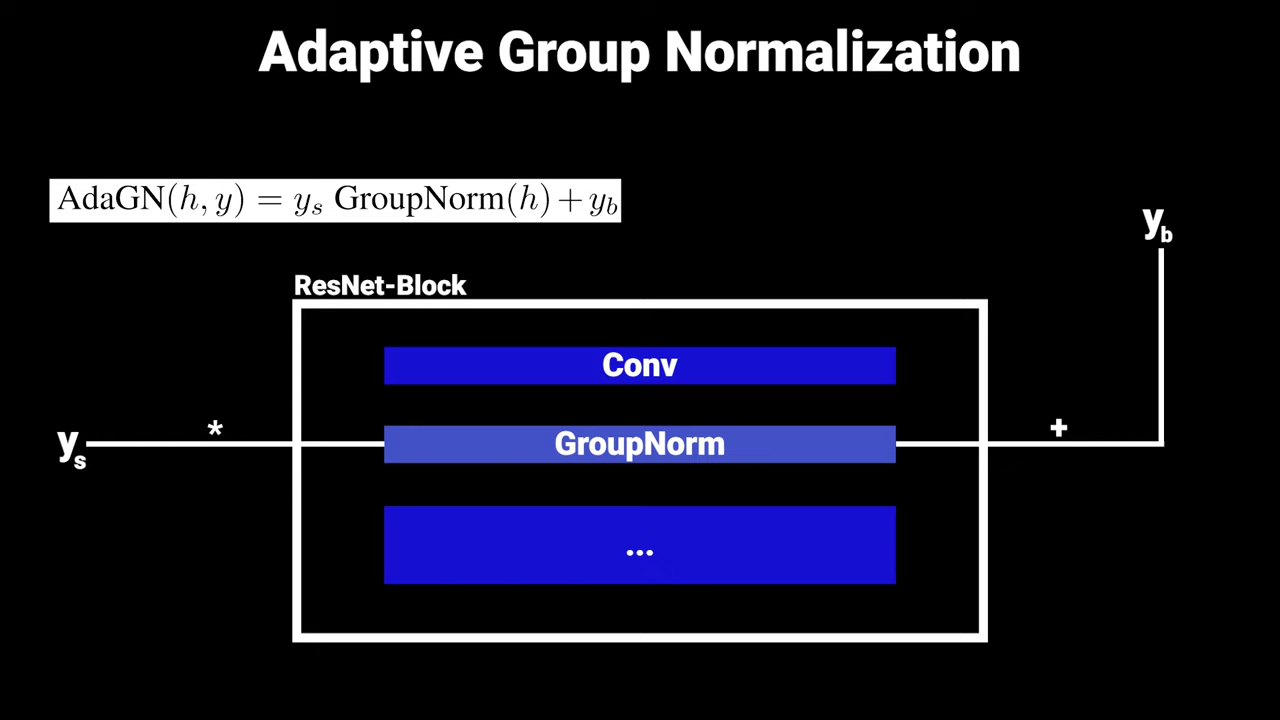 Adaptive Group Normalization
AdaGN(h, y) = y_s GroupNorm(h) + y_b
y_b
ResNet-Block
Conv
y_s * GroupNorm +
...